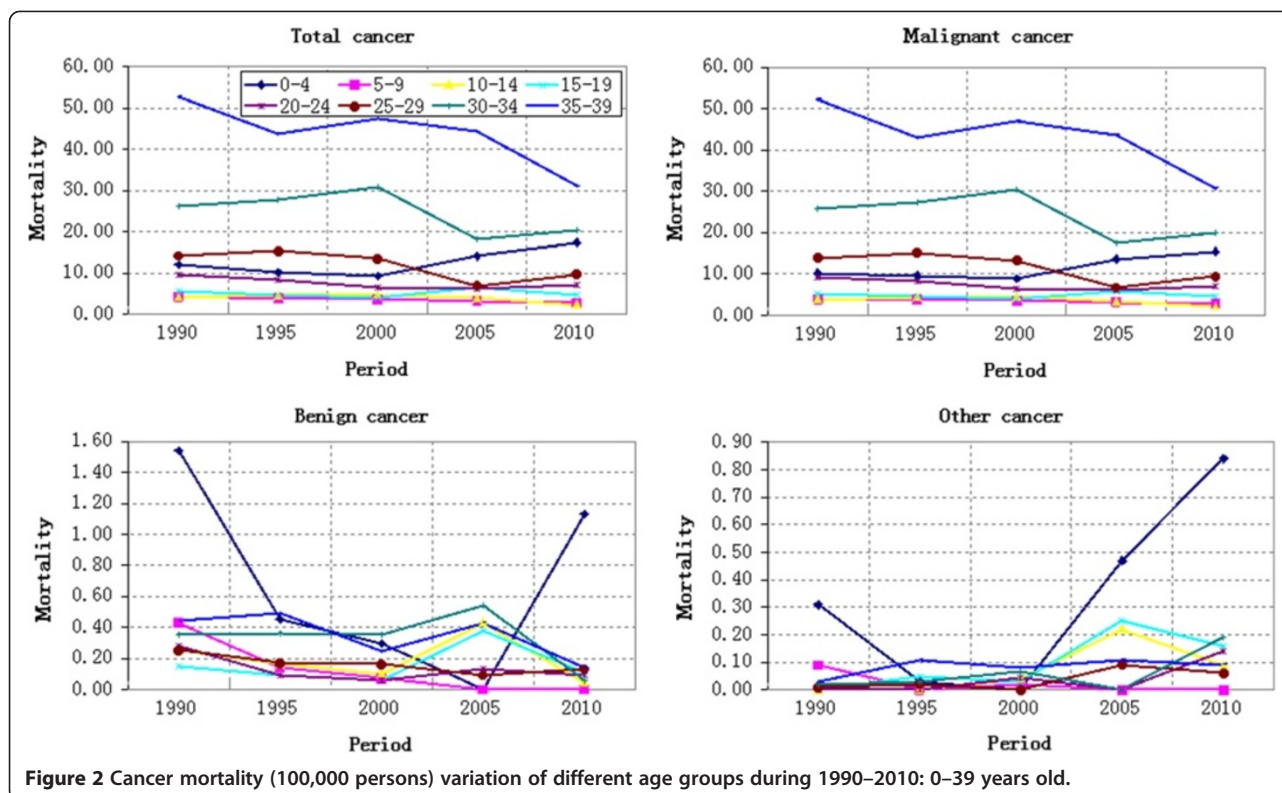 Total cancer
60.00
50.00
40.00
30.00
20.00
10.00
0.00
Mortality
0-4 5-9 10-14 15-19
20-24 25-29 30-34 35-39
1990 1995 2000 2005 2010
Period
Malignant cancer
60.00
50.00
40.00
30.00
20.00
10.00
0.00
Mortality
1990 1995 2000 2005 2010
Period
Benign cancer
1.60
1.40
1.20
1.00
0.80
0.60
0.40
0.20
0.00
Mortality
1990 1995 2000 2005 2010
Period
Other cancer
0.90
0.80
0.70
0.60
0.50
0.40
0.30
0.20
0.10
0.00
Mortality
1990 1995 2000 2005 2010
Period
Figure 2 Cancer mortality (100,000 persons) variation of different age groups during 1990–2010: 0–39 years old.